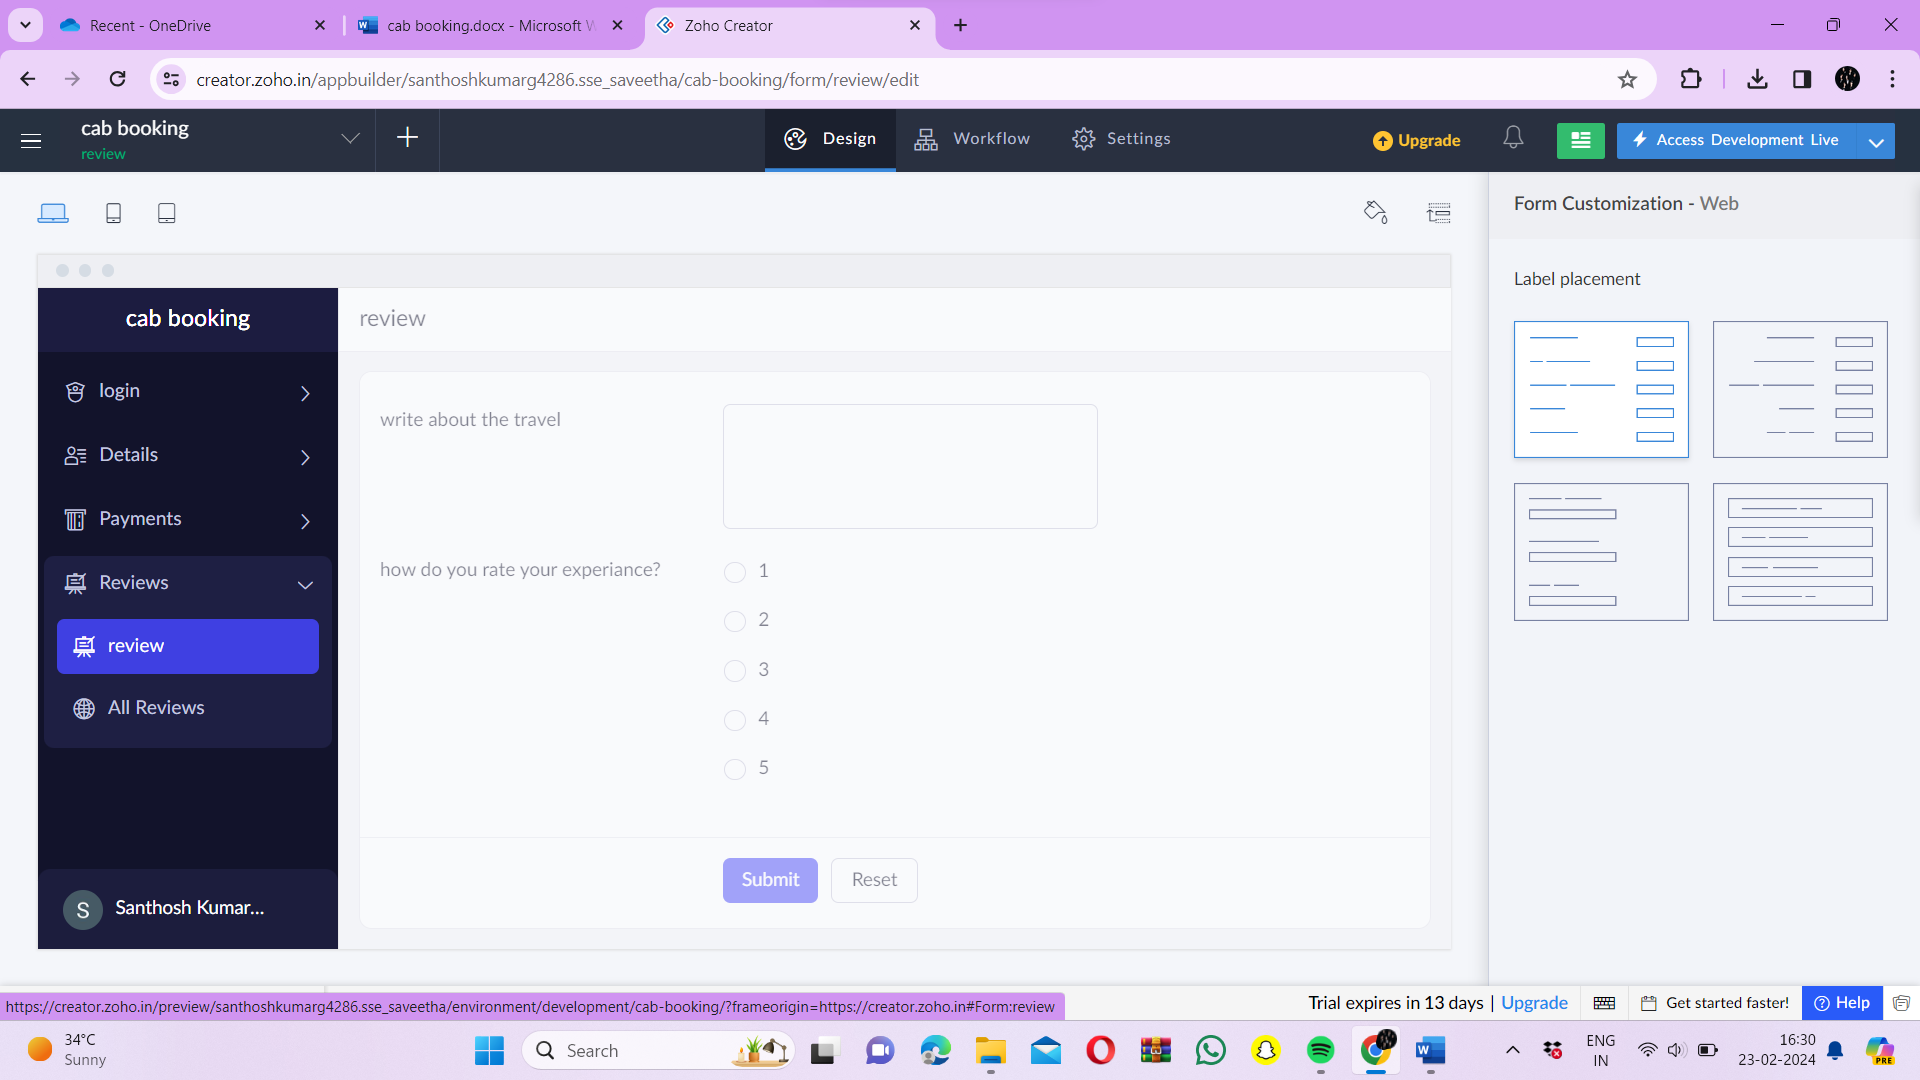 Recent - OneDrive
cab booking.docx - Microsoft W
Zoho Creator
creator.zoho.in/appbuilder/santhoshkumarg4286.sse_saveetha/cab-booking/form/review/edit
cab booking
review
Design
Workflow
Settings
Upgrade
Access Development Live
Form Customization - Web
Label placement
cab booking
login
Details
Payments
Reviews
review
All Reviews
Santhosh Kumar...
review
write about the travel
how do you rate your experiance?
1
2
3
4
5
Submit
Reset
https://creator.zoho.in/preview/santhoshkumarg4286.sse_saveetha/environment/development/cab-booking/?frameorigin=https://creator.zoho.in#Form:review
Trial expires in 13 days | Upgrade
Get started faster!
? Help
34°C
Sunny
Search
W
ENG
IN
16:30
23-02-2024
PRE
S